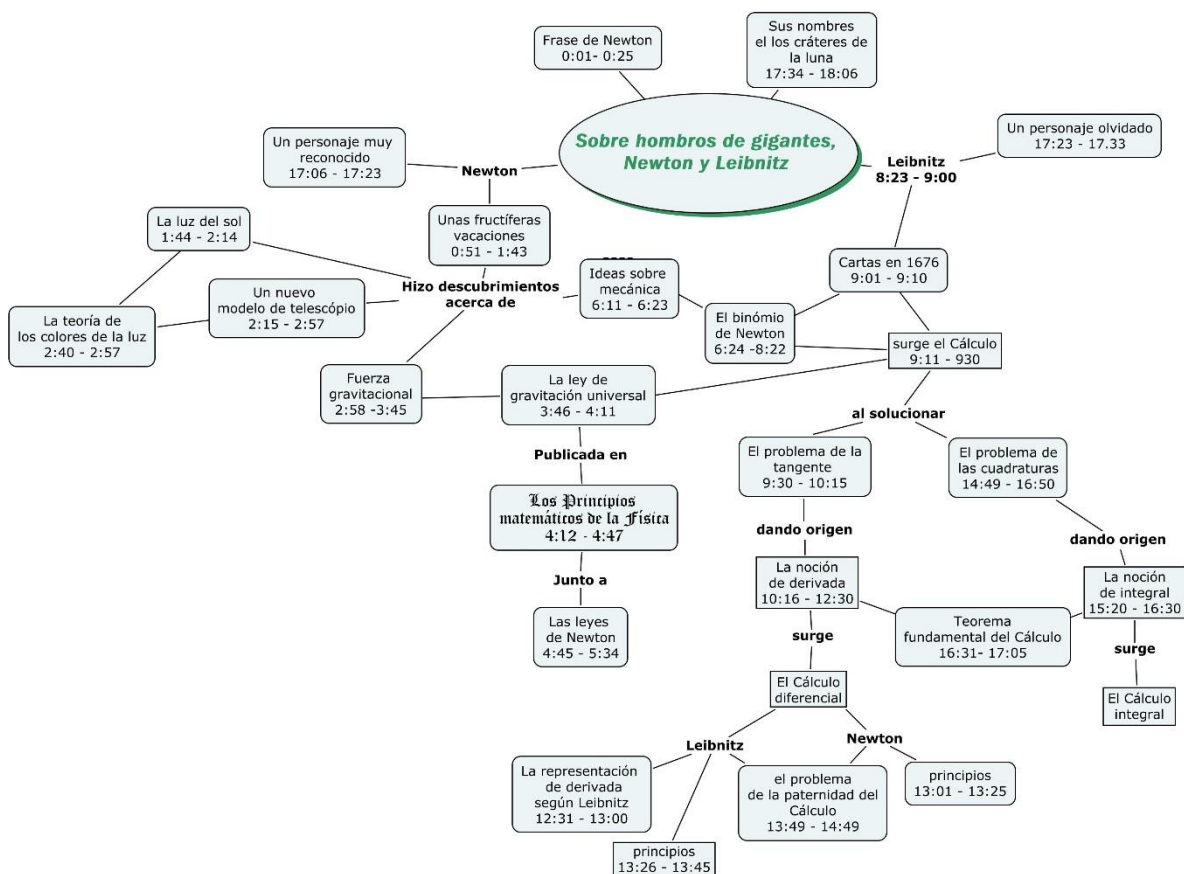 Frase de Newton
0:01- 0:25
Sus nombres
el los cráteres de
la luna
17:34 - 18:06
Sobre hombros de gigantes,
Newton y Leibnitz
Un personaje muy
reconocido
17:06 - 17:23
Newton
Leibnitz
8:23 - 9:00
Un personaje olvidado
17:23 - 17.33
La luz del sol
1:44 - 2:14
Unas fructíferas
vacaciones
0:51 - 1:43
Cartas en 1676
9:01 - 9:10
Hizo descubrimientos
acerca de
Ideas sobre
mecánica
6:11 - 6:23
Un nuevo
modelo de telescópio
2:15 - 2:57
La teoría de
los colores de la luz
2:40 - 2:57
El binómio
de Newton
6:24 -8:22
surge el Cálculo
9:11 - 930
Fuerza
gravitacional
2:58 -3:45
La ley de
gravitación universal
3:46 - 4:11
al solucionar
Publicada en
El problema de la
tangente
9:30 - 10:15
El problema de
las cuadraturas
14:49 - 16:50
Los Principios
matemáticos de la Física
4:12 - 4:47
dando origen
dando origen
Junto a
La noción
de derivada
10:16 - 12:30
La noción
de integral
15:20 - 16:30
Las leyes
de Newton
4:45 - 5:34
Teorema
fundamental del Cálculo
16:31- 17:05
surge
surge
El Cálculo
diferencial
El Cálculo
integral
Leibnitz
Newton
La representación
de derivada
según Leibnitz
12:31 - 13:00
el problema
de la paternidad del
Cálculo
13:49 - 14:49
principios
13:01 - 13:25
principios
13:26 - 13:45